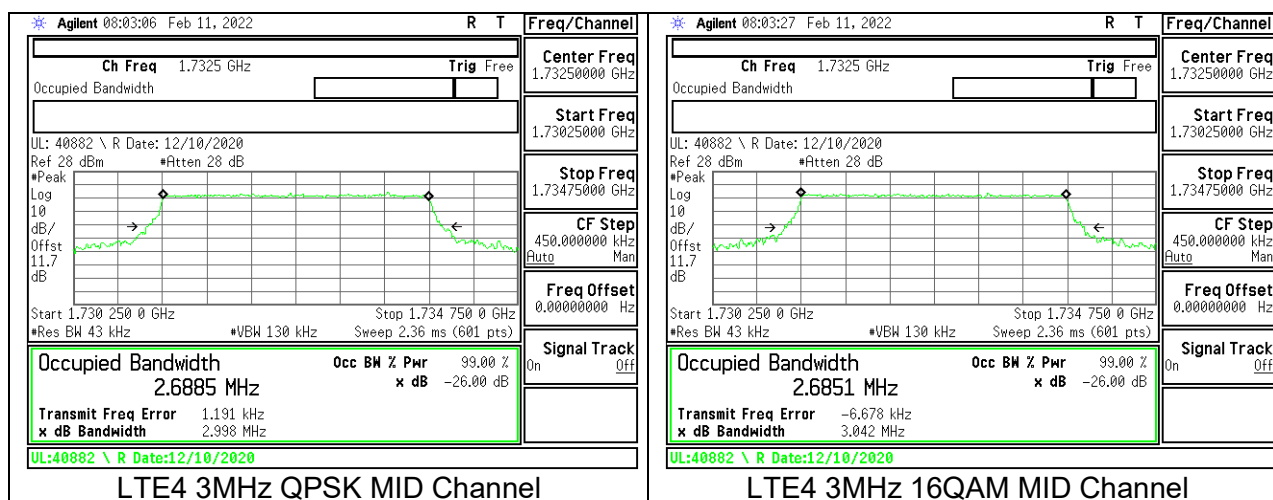 Agilent 08:03:06 Feb 11, 2022 R T
Freq/Channel
Ch Freq 1.7325 GHz Trig Free
Occupied Bandwidth
UL: 40882 \ R Date: 12/10/2020
Ref 28 dBm #Atten 28 dB
#Peak
Log
10
dB/
Offst
11.7
dB
Start 1.730 250 0 GHz Stop 1.734 750 0 GHz
#Res BW 43 kHz #VBW 130 kHz Sweep 2.36 ms (601 pts)
Occupied Bandwidth Occ BW % Pwr 99.00 %
2.6885 MHz x dB -26.00 dB
Transmit Freq Error 1.191 kHz
x dB Bandwidth 2.998 MHz
UL:40882 \ R Date:12/10/2020
Center Freq
1.73250000 GHz
Start Freq
1.73025000 GHz
Stop Freq
1.73475000 GHz
CF Step
450.000000 kHz
Auto Man
Freq Offset
0.00000000 Hz
Signal Track
On Off
LTE4 3MHz QPSK MID Channel
Agilent 08:03:27 Feb 11, 2022 R T
Freq/Channel
Ch Freq 1.7325 GHz Trig Free
Occupied Bandwidth
UL: 40882 \ R Date: 12/10/2020
Ref 28 dBm #Atten 28 dB
#Peak
Log
10
dB/
Offst
11.7
dB
Start 1.730 250 0 GHz Stop 1.734 750 0 GHz
#Res BW 43 kHz #VBW 130 kHz Sweep 2.36 ms (601 pts)
Occupied Bandwidth Occ BW % Pwr 99.00 %
2.6851 MHz x dB -26.00 dB
Transmit Freq Error -6.678 kHz
x dB Bandwidth 3.042 MHz
UL:40882 \ R Date:12/10/2020
Center Freq
1.73250000 GHz
Start Freq
1.73025000 GHz
Stop Freq
1.73475000 GHz
CF Step
450.000000 kHz
Auto Man
Freq Offset
0.00000000 Hz
Signal Track
On Off
LTE4 3MHz 16QAM MID Channel